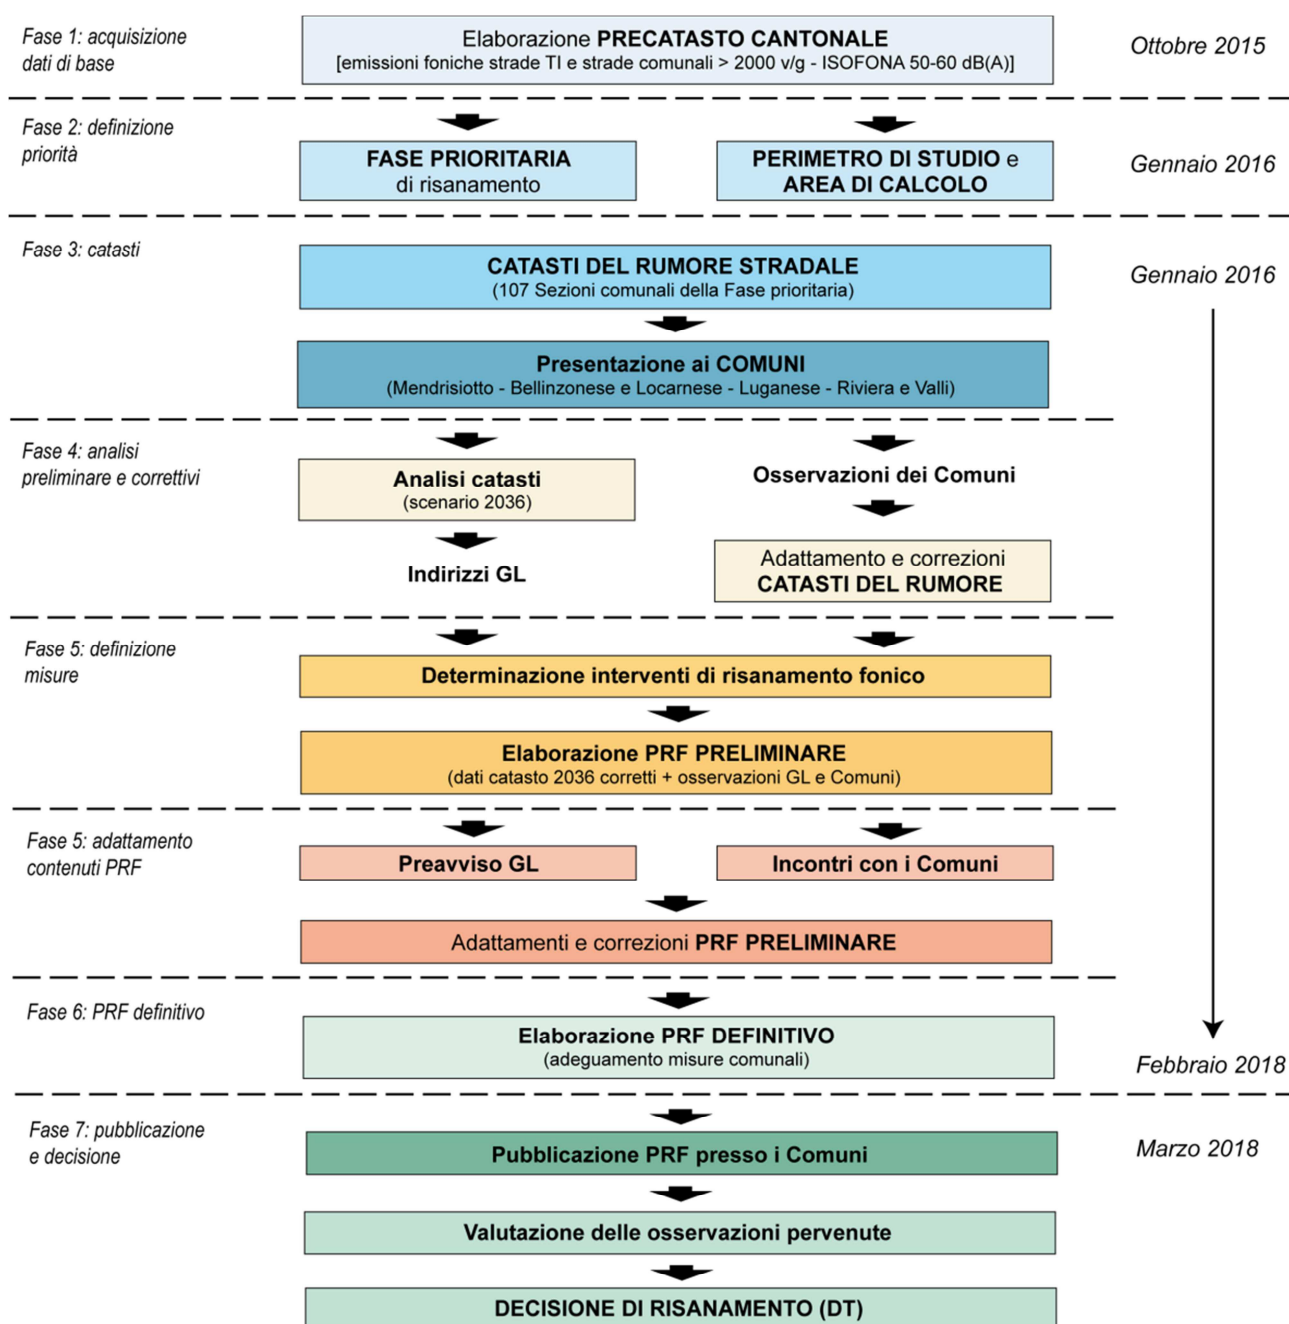 Fase 1: acquisizione
dati di base
Elaborazione PRECATASTO CANTONALE
[emissioni foniche strade TI e strade comunali > 2000 v/g - ISOFONA 50-60 dB(A)]
Ottobre 2015
Fase 2: definizione
priorità
FASE PRIORITARIA
di risanamento
PERIMETRO DI STUDIO e
AREA DI CALCOLO
Gennaio 2016
Fase 3: catasti
CATASTI DEL RUMORE STRADALE
(107 Sezioni comunali della Fase prioritaria)
Gennaio 2016
Presentazione ai COMUNI
(Mendrisiotto - Bellinzonese e Locarnese - Luganese - Riviera e Valli)
Fase 4: analisi
preliminare e correttivi
Analisi catasti
(scenario 2036)
Osservazioni dei Comuni
Indirizzi GL
Adattamento e correzioni
CATASTI DEL RUMORE
Fase 5: definizione
misure
Determinazione interventi di risanamento fonico
Elaborazione PRF PRELIMINARE
(dati catasto 2036 corretti + osservazioni GL e Comuni)
Fase 5: adattamento
contenuti PRF
Preavviso GL
Incontri con i Comuni
Adattamenti e correzioni PRF PRELIMINARE
Fase 6: PRF definitivo
Elaborazione PRF DEFINITIVO
(adeguamento misure comunali)
Febbraio 2018
Fase 7: pubblicazione
e decisione
Pubblicazione PRF presso i Comuni
Marzo 2018
Valutazione delle osservazioni pervenute
DECISIONE DI RISANAMENTO (DT)